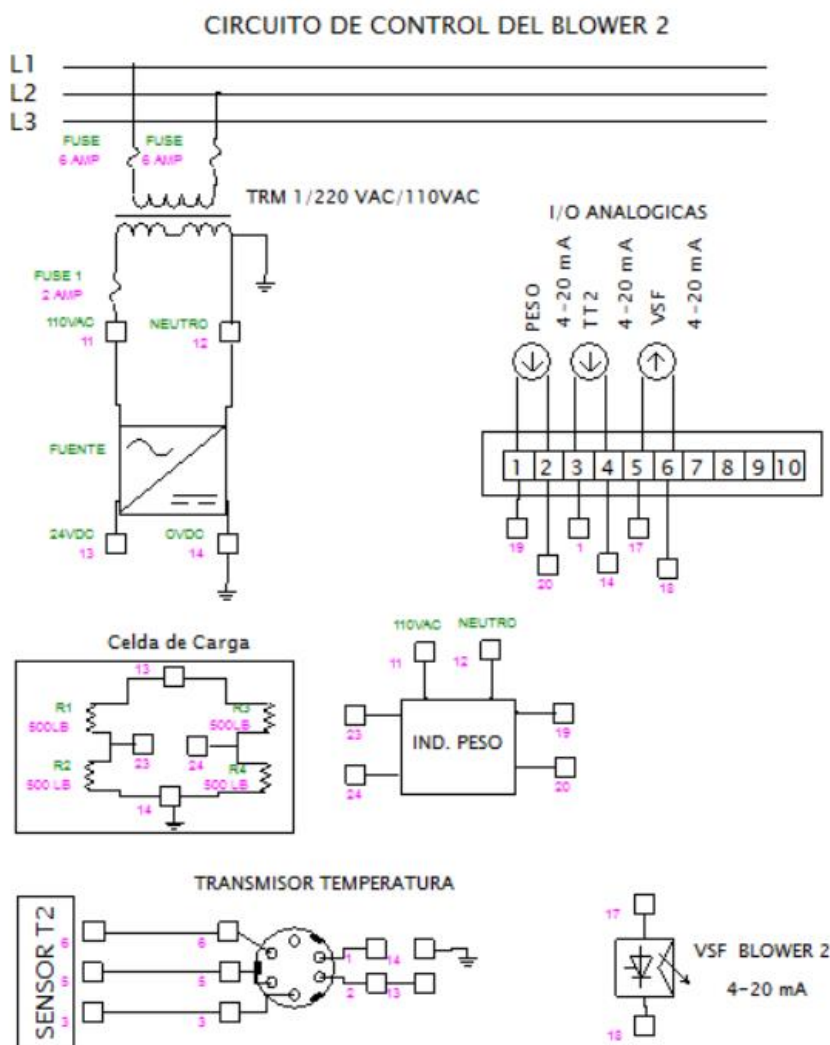 CIRCUITO DE CONTROL DEL BLOWER 2
L1
L2
L3
FUSE
6 AMP
FUSE
6 AMP
TRM 1/220 VAC/110VAC
FUSE 1
2 AMP
110VAC
11
NEUTRO
12
FUENTE
24VDC
13
0VDC
14
I/O ANALOGICAS
PESO
4-20 mA
TT2
4-20 mA
VSF
4-20 mA
1 2 3 4 5 6 7 8 9 10
19
20
1
14
17
18
Celda de Carga
13
R1
500LB
R3
500LB
23
24
R2
500 LB
R4
500 LB
14
110VAC
11
NEUTRO
12
23
24
IND. PESO
19
20
TRANSMISOR TEMPERATURA
SENSOR T2
6
5
3
6
5
3
1
14
2
13
17
VSF BLOWER 2
4-20 mA
18